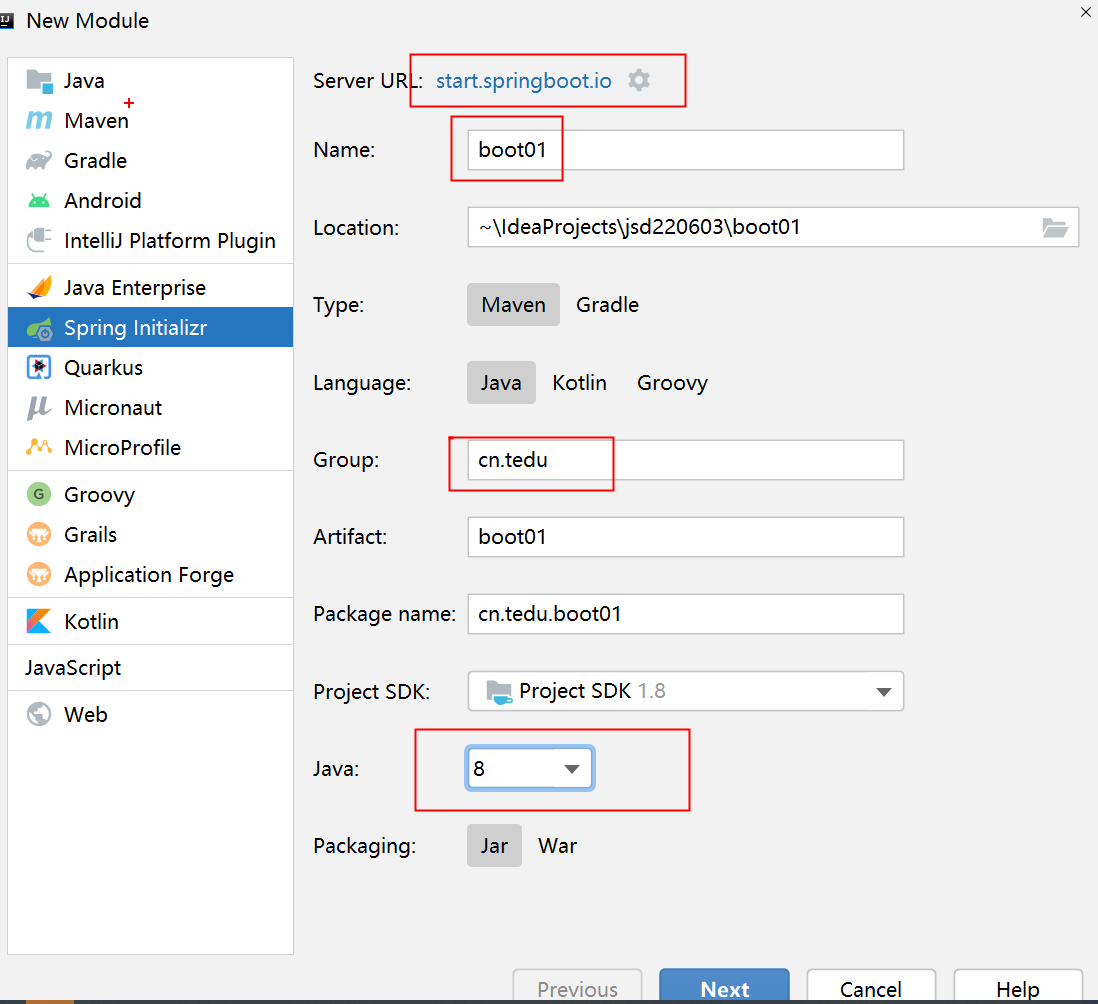 New Module
Java
Maven
Gradle
Android
IntelliJ Platform Plugin
Java Enterprise
Spring Initializr
Quarkus
Micronaut
MicroProfile
Groovy
Grails
Application Forge
Kotlin
JavaScript
Web
Server URL: start.springboot.io
Name: boot01
Location: ~\IdeaProjects\jsd220603\boot01
Type: Maven Gradle
Language: Java Kotlin Groovy
Group: cn.tedu
Artifact: boot01
Package name: cn.tedu.boot01
Project SDK: Project SDK 1.8
Java: 8
Packaging: Jar War
Previous Next Cancel Help